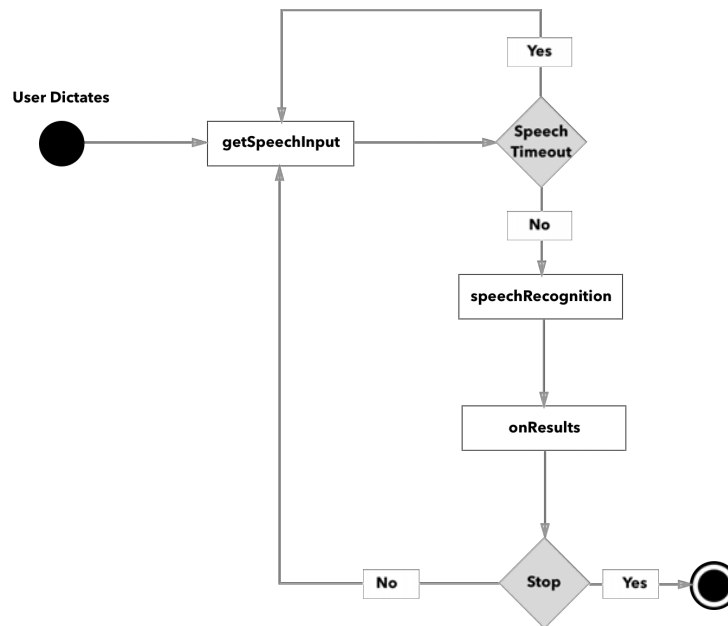 Yes
User Dictates
getSpeechInput
Speech
Timeout
No
speechRecognition
onResults
No
Stop
Yes